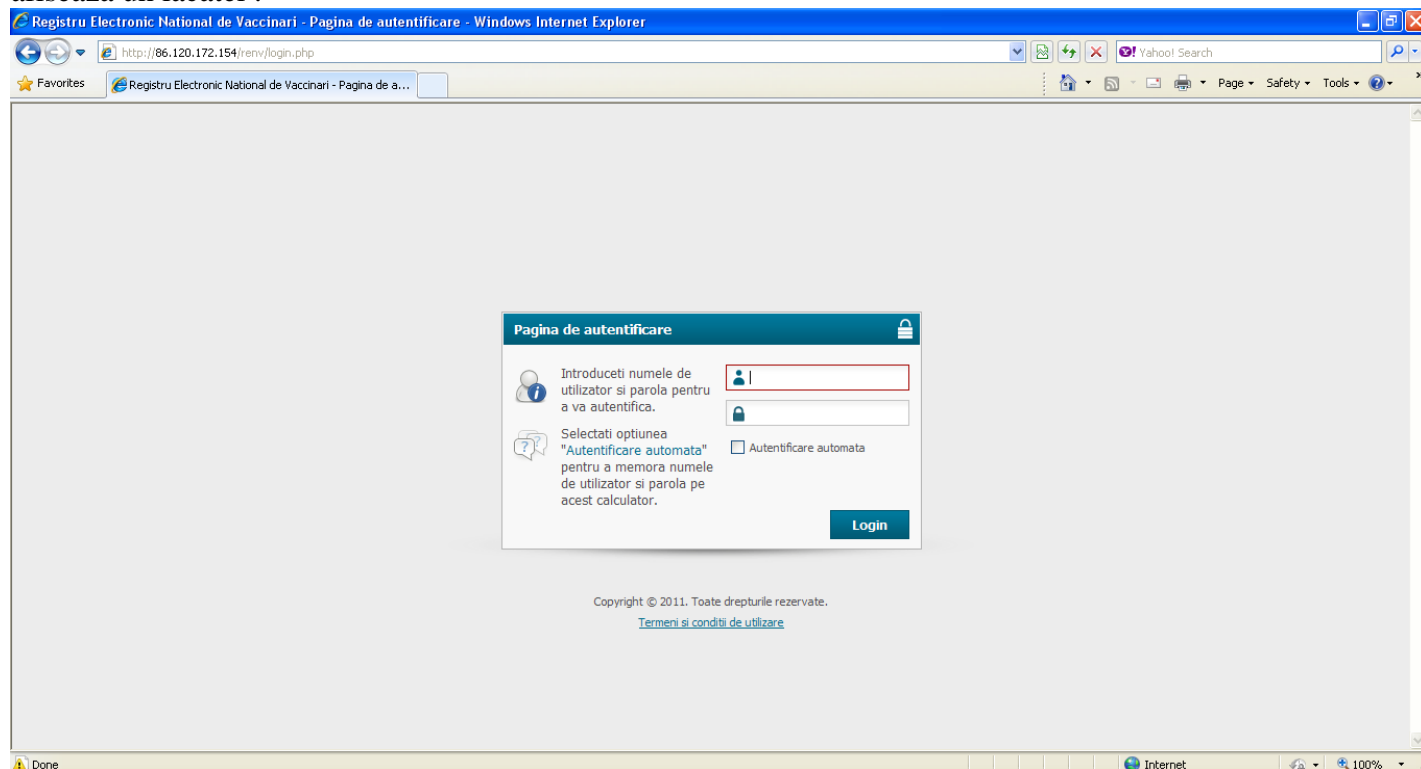 afiseaza un lacatel :
Registru Electronic National de Vaccinari - Pagina de autentificare - Windows Internet Explorer
http://86.120.172.154/renv/login.php
Yahoo! Search
Favorites
Registru Electronic National de Vaccinari - Pagina de a...
Page
Safety
Tools
Pagina de autentificare
Introduceti numele de
utilizator si parola pentru
a va autentifica.
Selectati optiunea
"Autentificare automata"
pentru a memora numele
de utilizator si parola pe
acest calculator.
Autentificare automata
Login
Copyright © 2011. Toate drepturile rezervate.
Termeni si conditii de utilizare
Done
Internet
100%